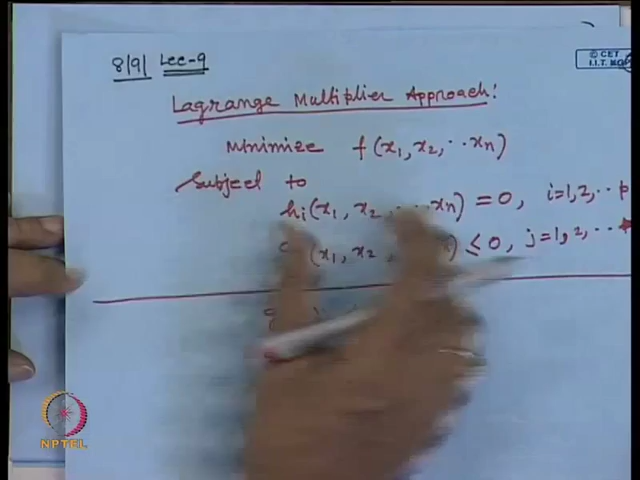 8/9/ Lec-9
© CET
I.I.T. KGP
Lagrange Multiplier Approach:
Minimize f(x₁, x₂, ·· xₙ)
Subject to
hᵢ(x₁, x₂, ... xₙ) = 0, i=1,2,·· p
(x₁, x₂, ) ≤ 0, j=1,2,··
NPTEL